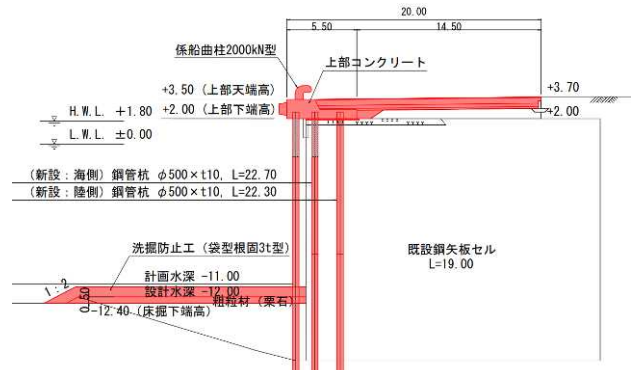 20.00
5.50
14.50
係船曲柱2000kN型
上部コンクリート
+3.50 (上部天端高)
+3.70
H.W.L. +1.80
+2.00 (上部下端高)
+2.00
L.W.L. ±0.00
(新設:海側) 鋼管杭 φ500×t10, L=22.70
(新設:陸側) 鋼管杭 φ500×t10, L=22.30
洗掘防止工 (袋型根固3t型)
既設鋼矢板セル
L=19.00
計画水深 -11.00
1:2
設計水深 -12.00
0.50
粗粒材 (栗石)
-12.40 (床掘下端高)